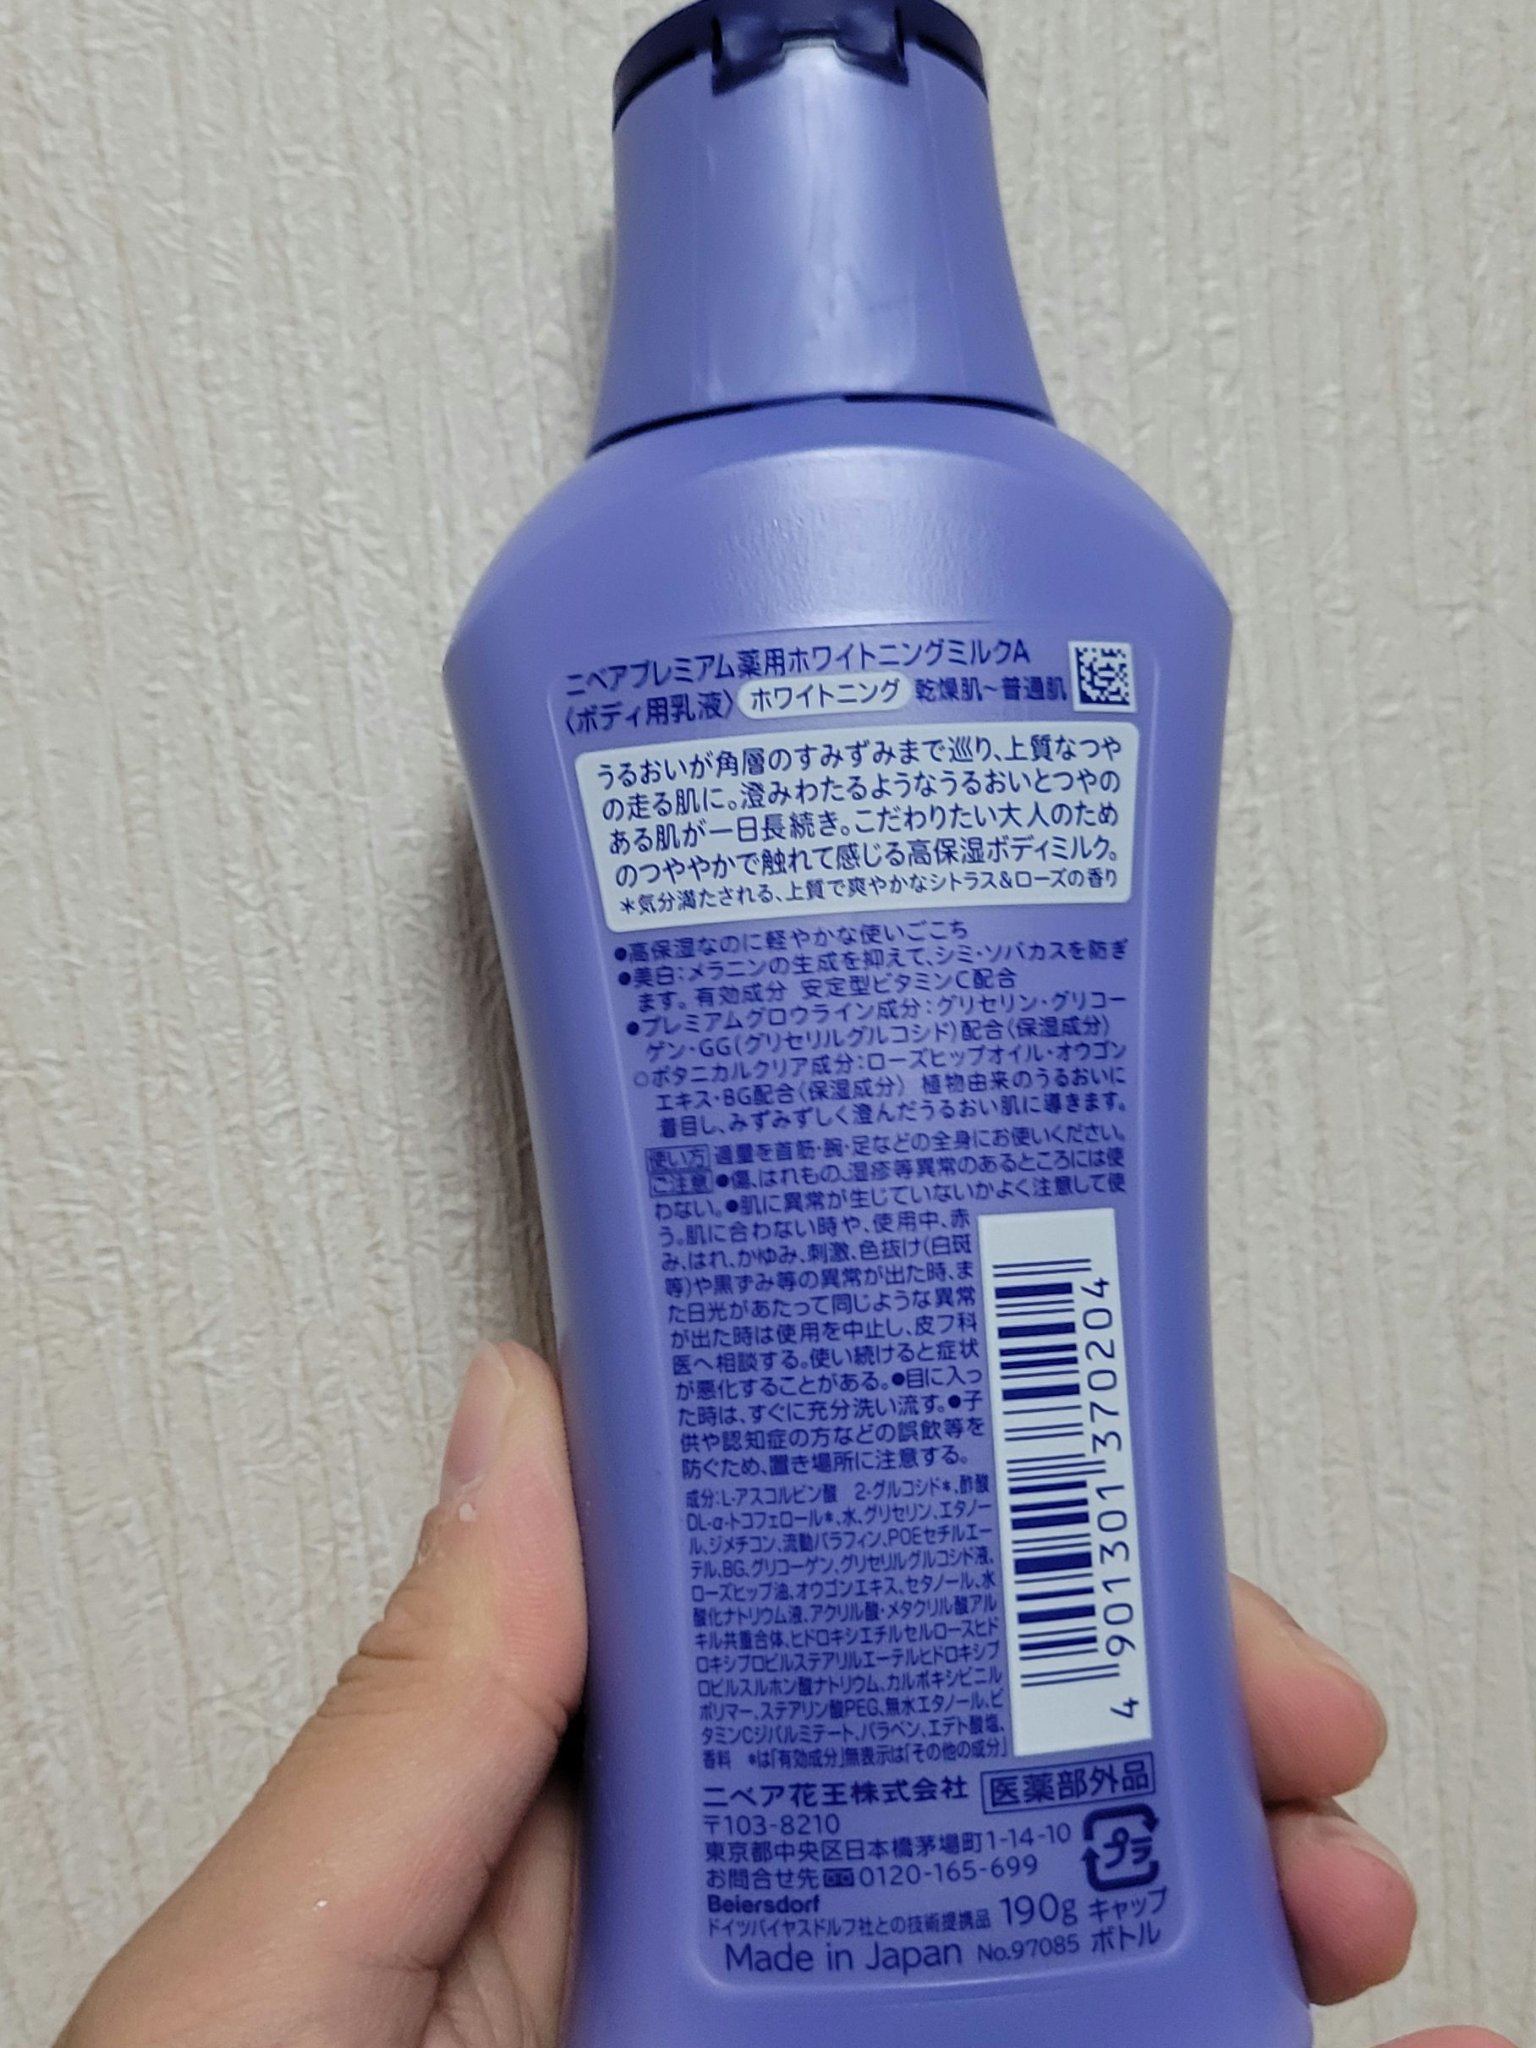 ニベアプレミアム薬用ホワイトニングミルクA
〈ボディ用乳液〉 ホワイトニング 乾燥肌~普通肌
うるおいが角層のすみずみまで巡り、上質なつや
の走る肌に。澄みわたるようなうるおいとつやの
ある肌が一日長続き。こだわりたい大人のため
のつややかで触れて感じる高保湿ボディミルク。
*気分満たされる、上質で爽やかなシトラス&ローズの香り
●高保湿なのに軽やかな使いごこち
●美白:メラニンの生成を抑えて、シミ・ソバカスを防ぎ
ます。有効成分 安定型ビタミンC配合
●プレミアムグロウライン成分:グリセリン・グリコー
ゲン・GG(グリセリルグルコシド)配合(保湿成分)
○ボタニカルクリア成分:ローズヒップオイル・オウゴン
エキス・BG配合(保湿成分) 植物由来のうるおいに
着目し、みずみずしく澄んだうるおい肌に導きます。
使い方 適量を首筋・腕・足などの全身にお使いください。
ご注意 ●傷、はれもの、湿疹等異常のあるところには使
わない。●肌に異常が生じていないかよく注意して使
う。肌に合わない時や、使用中、赤
み、はれ、かゆみ、刺激、色抜け(白斑
等)や黒ずみ等の異常が出た時、ま
た日光があたって同じような異常
が出た時は使用を中止し、皮フ科
医へ相談する。使い続けると症状
が悪化することがある。●目に入っ
た時は、すぐに充分洗い流す。●子
供や認知症の方などの誤飲等を
防ぐため、置き場所に注意する。
成分:L-アスコルビン酸 2-グルコシド*、酢酸
DL-α-トコフェロール*、水、グリセリン、エタノー
ル、ジメチコン、流動パラフィン、POEセチルエー
テル、BG、グリコーゲン、グリセリルグルコシド液、
ローズヒップ油、オウゴンエキス、セタノール、水
酸化ナトリウム液、アクリル酸・メタクリル酸アル
キル共重合体、ヒドロキシエチルセルロースヒド
ロキシプロピルステアリルエーテルヒドロキシプ
ロピルスルホン酸ナトリウム、カルボキシビニル
ポリマー、ステアリン酸PEG、無水エタノール、ビ
タミンCジパルミテート、パラベン、エデト酸塩、
香料 *は「有効成分」無表示は「その他の成分」
4 901301 370204
ニベア花王株式会社 医薬部外品
〒103-8210
東京都中央区日本橋茅場町1-14-10
お問合せ先 0120-165-699
プラ
Beiersdorf
ドイツバイヤスドルフ社との技術提携品 190g キャップ
Made in Japan No.97085 ボトル